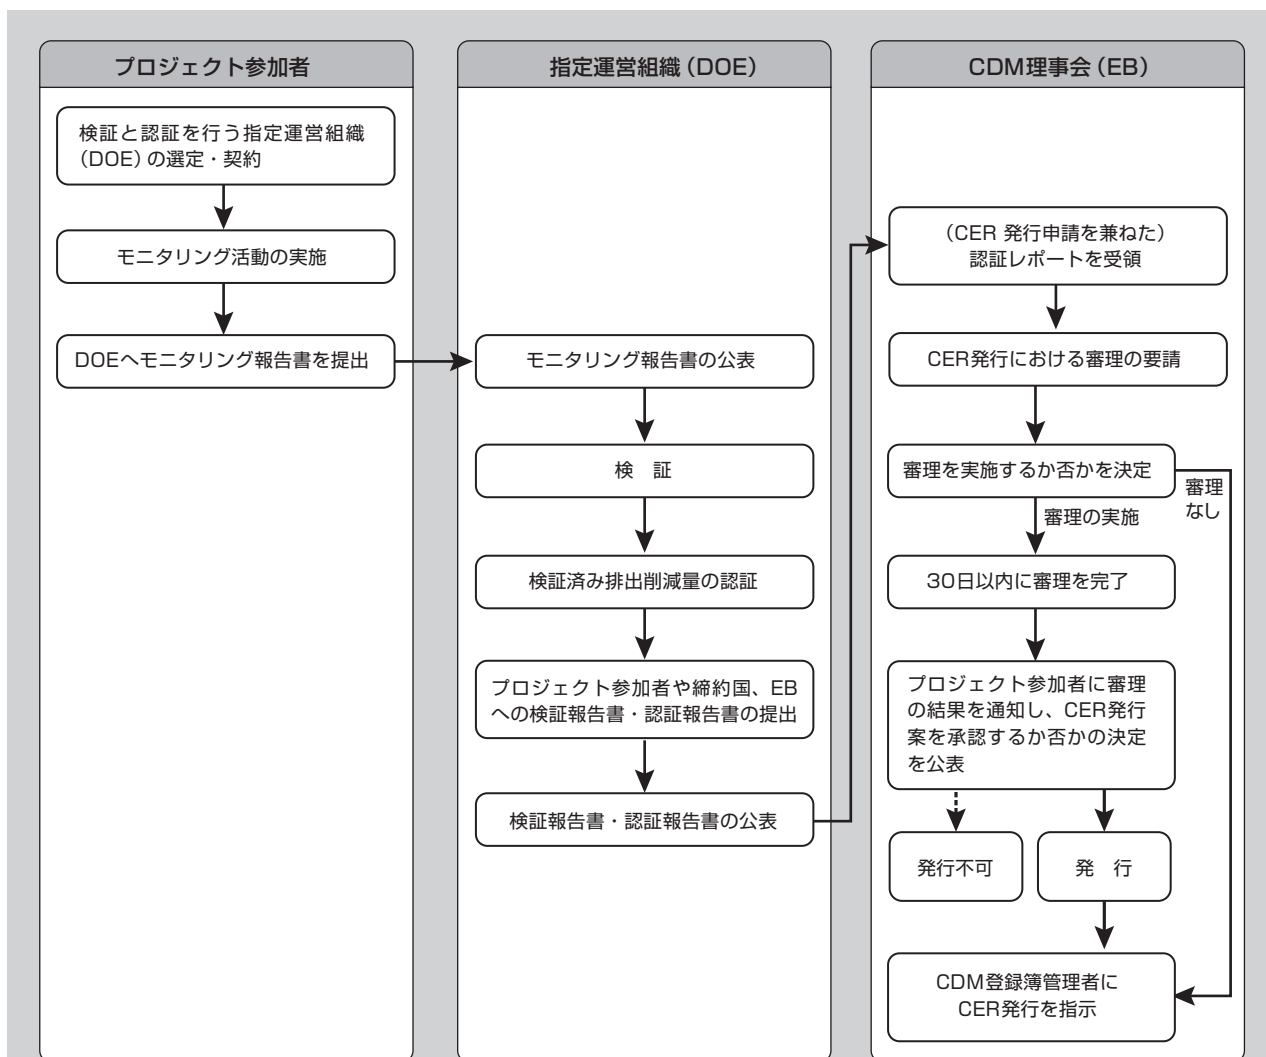 プロジェクト参加者
検証と認証を行う指定運営組織
（DOE）の選定・契約
モニタリング活動の実施
DOEへモニタリング報告書を提出
指定運営組織（DOE）
モニタリング報告書の公表
検　証
検証済み排出削減量の認証
プロジェクト参加者や締約国、EB
への検証報告書・認証報告書の提出
検証報告書・認証報告書の公表
CDM理事会（EB）
（CER 発行申請を兼ねた）
認証レポートを受領
CER発行における審理の要請
審理を実施するか否かを決定
審理
なし
審理の実施
30日以内に審理を完了
プロジェクト参加者に審理
の結果を通知し、CER発行
案を承認するか否かの決定
を公表
発行不可
発　行
CDM登録簿管理者に
CER発行を指示